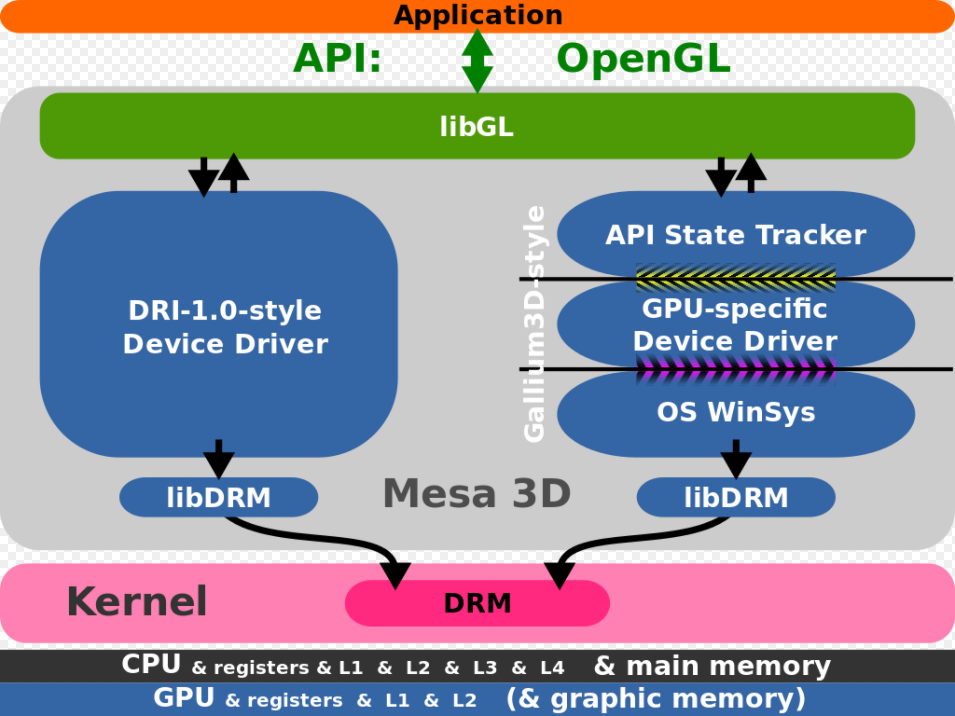 Application
API: OpenGL
libGL
Gallium3D-style
API State Tracker
DRI-1.0-style
Device Driver
GPU-specific
Device Driver
OS WinSys
libDRM
Mesa 3D
libDRM
Kernel
DRM
CPU & registers & L1 & L2 & L3 & L4 & main memory
GPU & registers & L1 & L2 (& graphic memory)